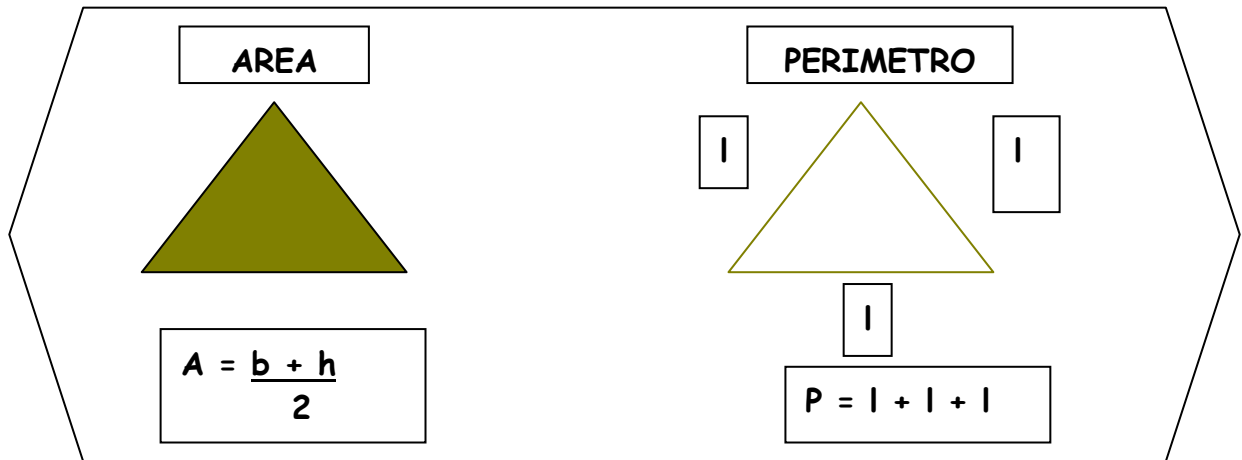 AREA
PERIMETRO
l
l
l
A = b + h
2
P = l + l + l